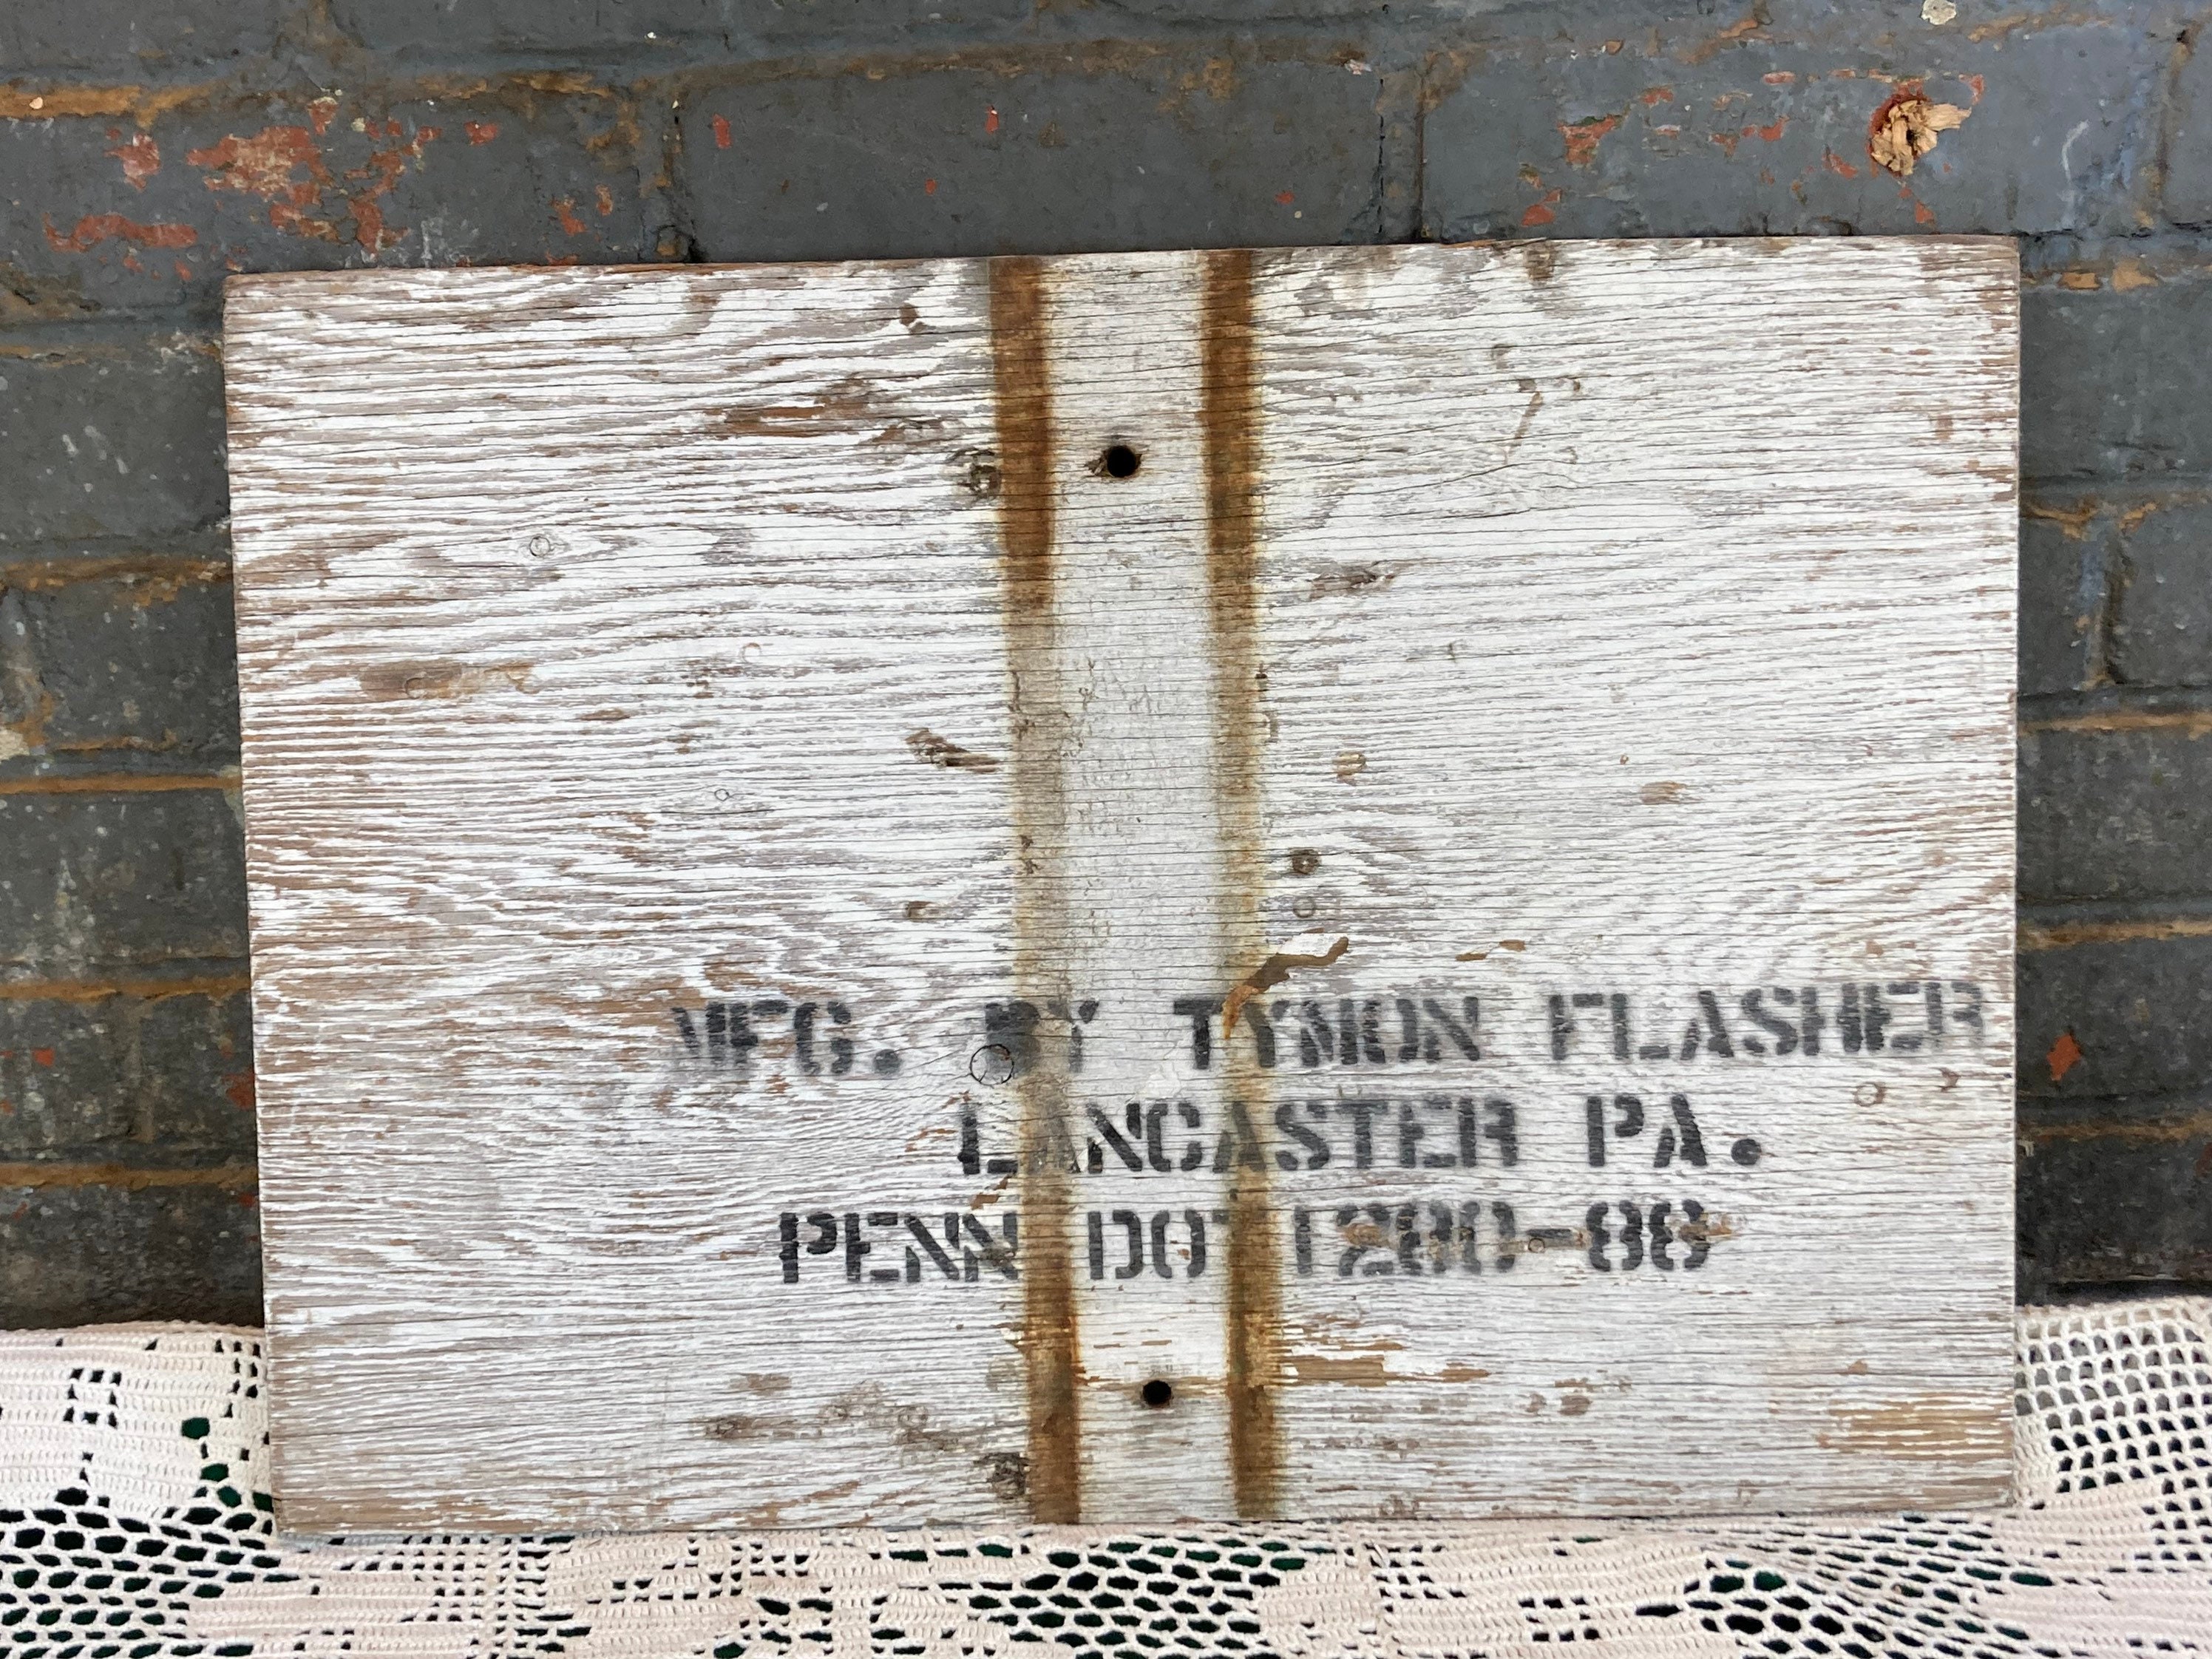 MFG. BY TYMON FLASHER
LANCASTER PA.
PENN DOT 1280-88